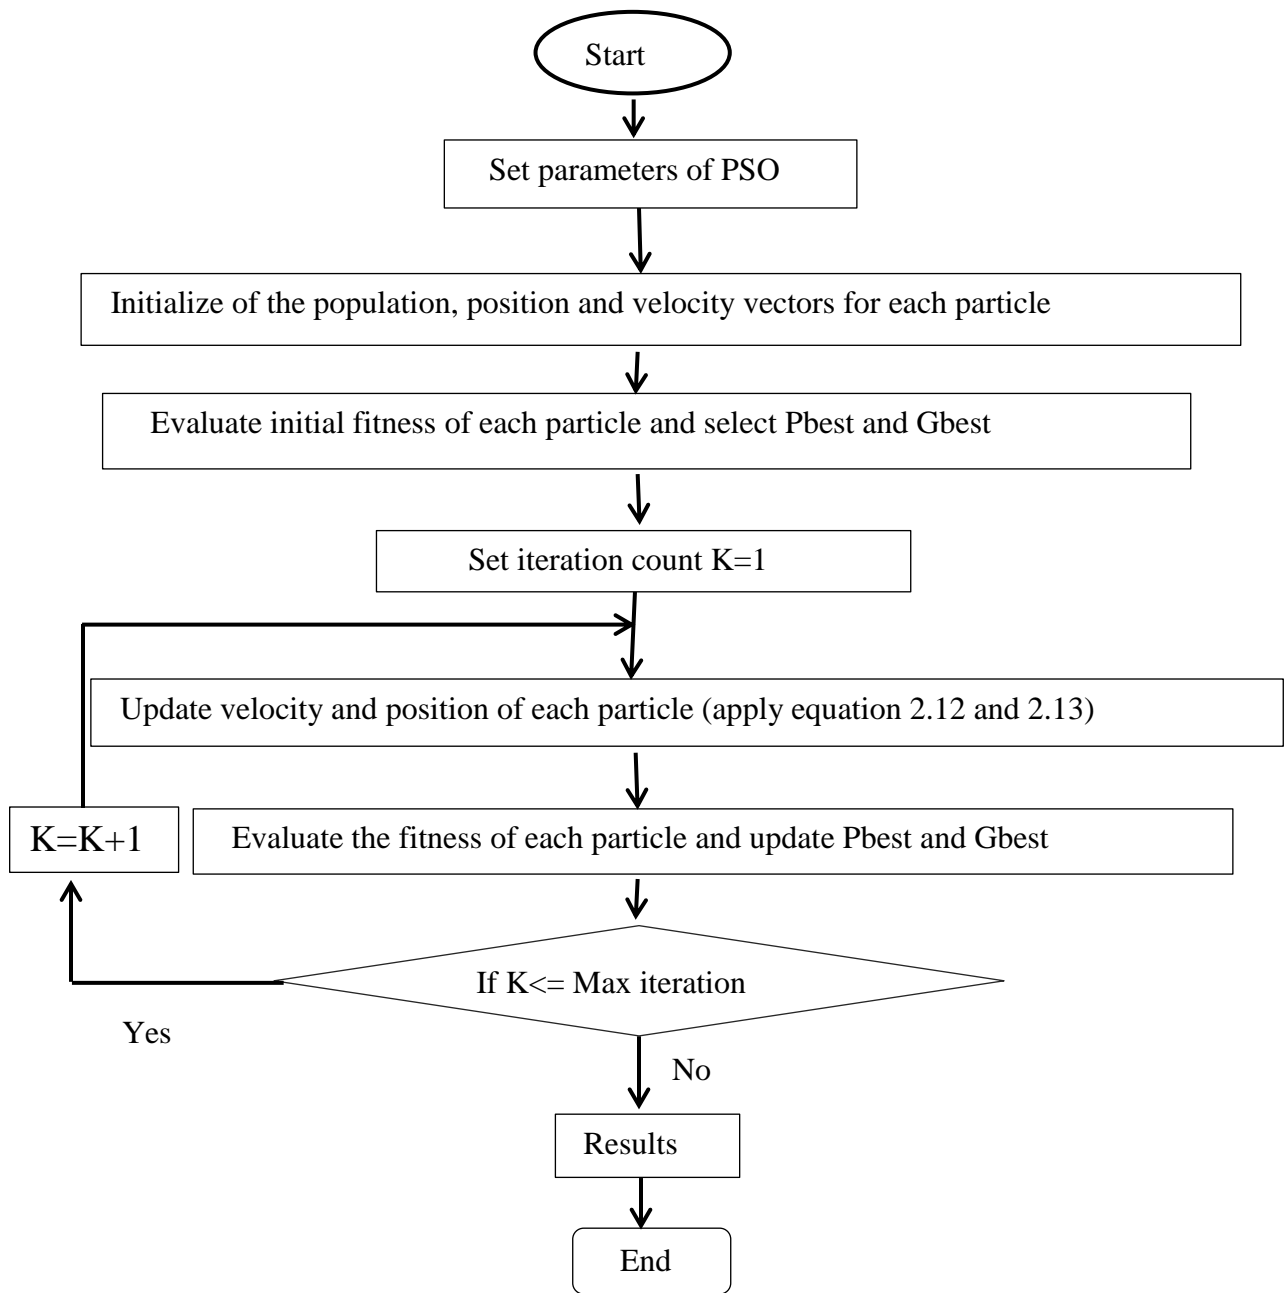 Start
Set parameters of PSO
Initialize of the population, position and velocity vectors for each particle
Evaluate initial fitness of each particle and select Pbest and Gbest
Set iteration count K=1
Update velocity and position of each particle (apply equation 2.12 and 2.13)
K=K+1
Evaluate the fitness of each particle and update Pbest and Gbest
If K<= Max iteration
Yes
No
Results
End